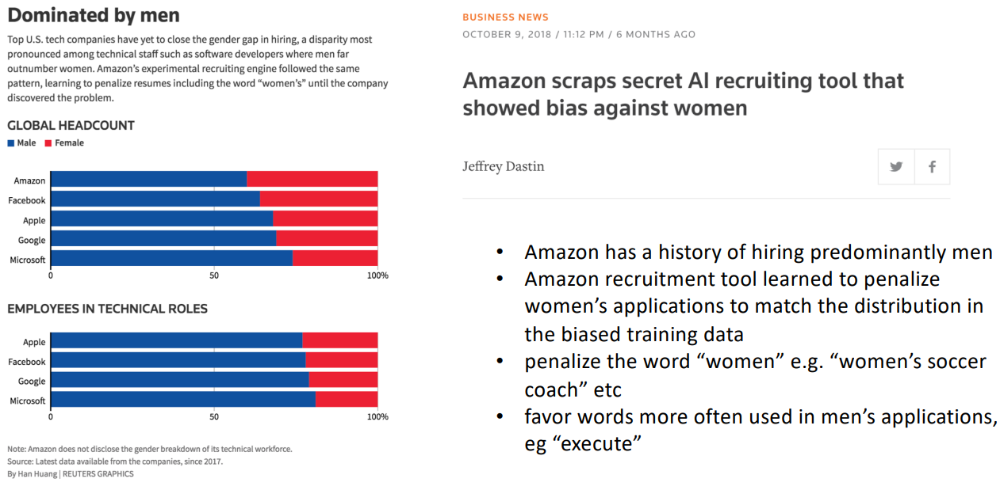 Dominated by men
Top U.S. tech companies have yet to close the gender gap in hiring, a disparity most
pronounced among technical staff such as software developers where men far
outnumber women. Amazon’s experimental recruiting engine followed the same
pattern, learning to penalize resumes including the word “women’s” until the company
discovered the problem.
GLOBAL HEADCOUNT
Male Female
Amazon
Facebook
Apple
Google
Microsoft
0 50 100%
EMPLOYEES IN TECHNICAL ROLES
Apple
Facebook
Google
Microsoft
0 50 100%
Note: Amazon does not disclose the gender breakdown of its technical workforce.
Source: Latest data available from the companies, since 2017.
By Han Huang | REUTERS GRAPHICS
BUSINESS NEWS
OCTOBER 9, 2018 / 11:12 PM / 6 MONTHS AGO
Amazon scraps secret AI recruiting tool that
showed bias against women
Jeffrey Dastin
• Amazon has a history of hiring predominantly men
• Amazon recruitment tool learned to penalize
women’s applications to match the distribution in
the biased training data
• penalize the word “women” e.g. “women’s soccer
coach” etc
• favor words more often used in men’s applications,
eg “execute”